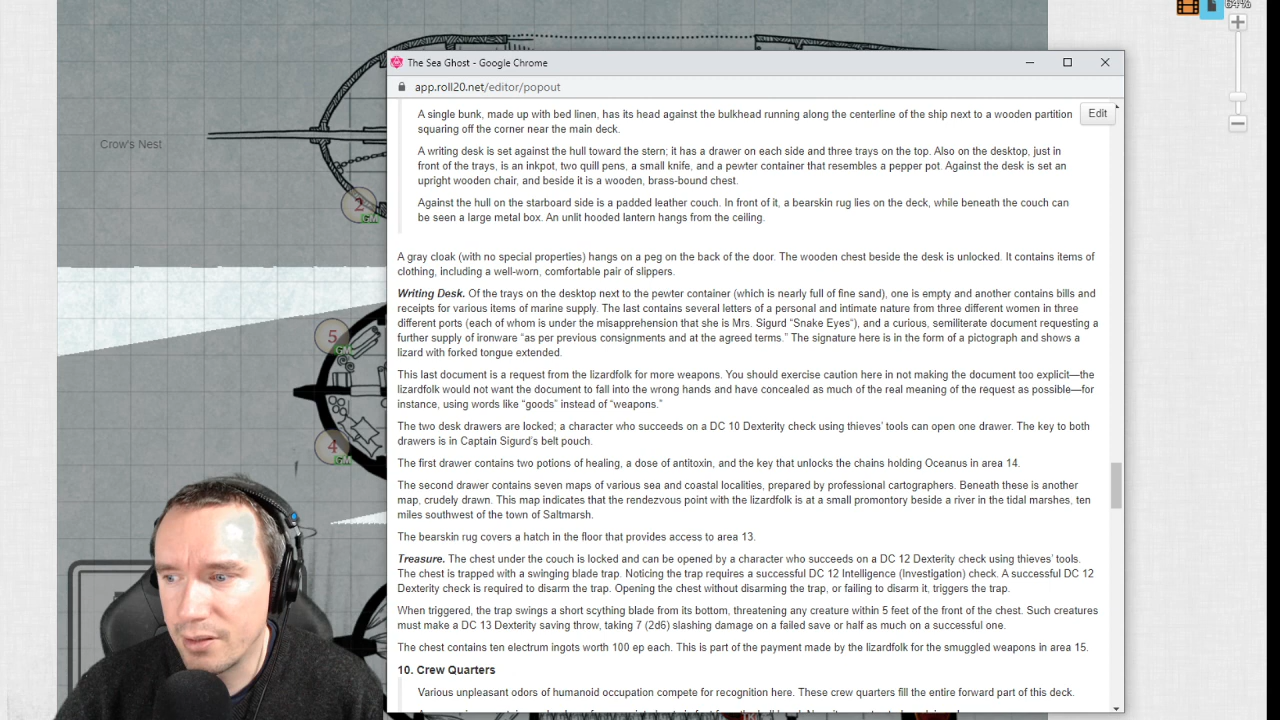 64%
The Sea Ghost - Google Chrome
app.roll20.net/editor/popout
Edit
A single bunk, made up with bed linen, has its head against the bulkhead running along the centerline of the ship next to a wooden partition
squaring off the corner near the main deck.
A writing desk is set against the hull toward the stern; it has a drawer on each side and three trays on the top. Also on the desktop, just in
front of the trays, is an inkpot, two quill pens, a small knife, and a pewter container that resembles a pepper pot. Against the desk is set an
upright wooden chair, and beside it is a wooden, brass-bound chest.
Against the hull on the starboard side is a padded leather couch. In front of it, a bearskin rug lies on the deck, while beneath the couch can
be seen a large metal box. An unlit hooded lantern hangs from the ceiling.
A gray cloak (with no special properties) hangs on a peg on the back of the door. The wooden chest beside the desk is unlocked. It contains items of
clothing, including a well-worn, comfortable pair of slippers.
Writing Desk. Of the trays on the desktop next to the pewter container (which is nearly full of fine sand), one is empty and another contains bills and
receipts for various items of marine supply. The last contains several letters of a personal and intimate nature from three different women in three
different ports (each of whom is under the misapprehension that she is Mrs. Sigurd “Snake Eyes“), and a curious, semiliterate document requesting a
further supply of ironware “as per previous consignments and at the agreed terms.” The signature here is in the form of a pictograph and shows a
lizard with forked tongue extended.
This last document is a request from the lizardfolk for more weapons. You should exercise caution here in not making the document too explicit—the
lizardfolk would not want the document to fall into the wrong hands and have concealed as much of the real meaning of the request as possible—for
instance, using words like “goods” instead of “weapons.”
The two desk drawers are locked; a character who succeeds on a DC 10 Dexterity check using thieves’ tools can open one drawer. The key to both
drawers is in Captain Sigurd’s belt pouch.
The first drawer contains two potions of healing, a dose of antitoxin, and the key that unlocks the chains holding Oceanus in area 14.
The second drawer contains seven maps of various sea and coastal localities, prepared by professional cartographers. Beneath these is another
map, crudely drawn. This map indicates that the rendezvous point with the lizardfolk is at a small promontory beside a river in the tidal marshes, ten
miles southwest of the town of Saltmarsh.
The bearskin rug covers a hatch in the floor that provides access to area 13.
Treasure. The chest under the couch is locked and can be opened by a character who succeeds on a DC 12 Dexterity check using thieves’ tools.
The chest is trapped with a swinging blade trap. Noticing the trap requires a successful DC 12 Intelligence (Investigation) check. A successful DC 12
Dexterity check is required to disarm the trap. Opening the chest without disarming the trap, or failing to disarm it, triggers the trap.
When triggered, the trap swings a short scything blade from its bottom, threatening any creature within 5 feet of the front of the chest. Such creatures
must make a DC 13 Dexterity saving throw, taking 7 (2d6) slashing damage on a failed save or half as much on a successful one.
The chest contains ten electrum ingots worth 100 ep each. This is part of the payment made by the lizardfolk for the smuggled weapons in area 15.
10. Crew Quarters
Various unpleasant odors of humanoid occupation compete for recognition here. These crew quarters fill the entire forward part of this deck.
Crow's Nest
2
GM
5
GM
4
GM